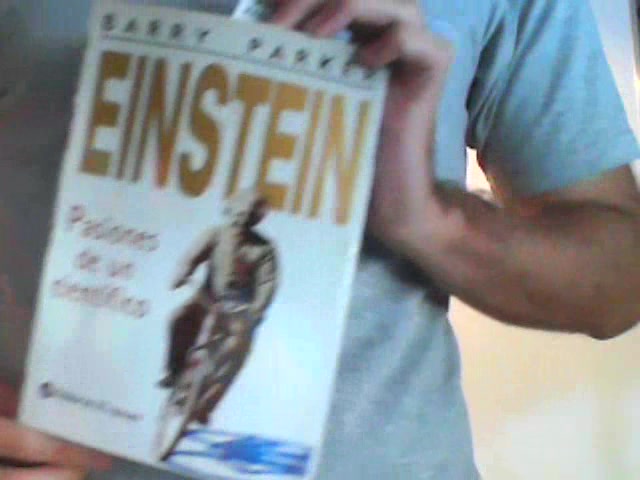 BARRY PARKER
EINSTEIN
Pasiones
de un
científico